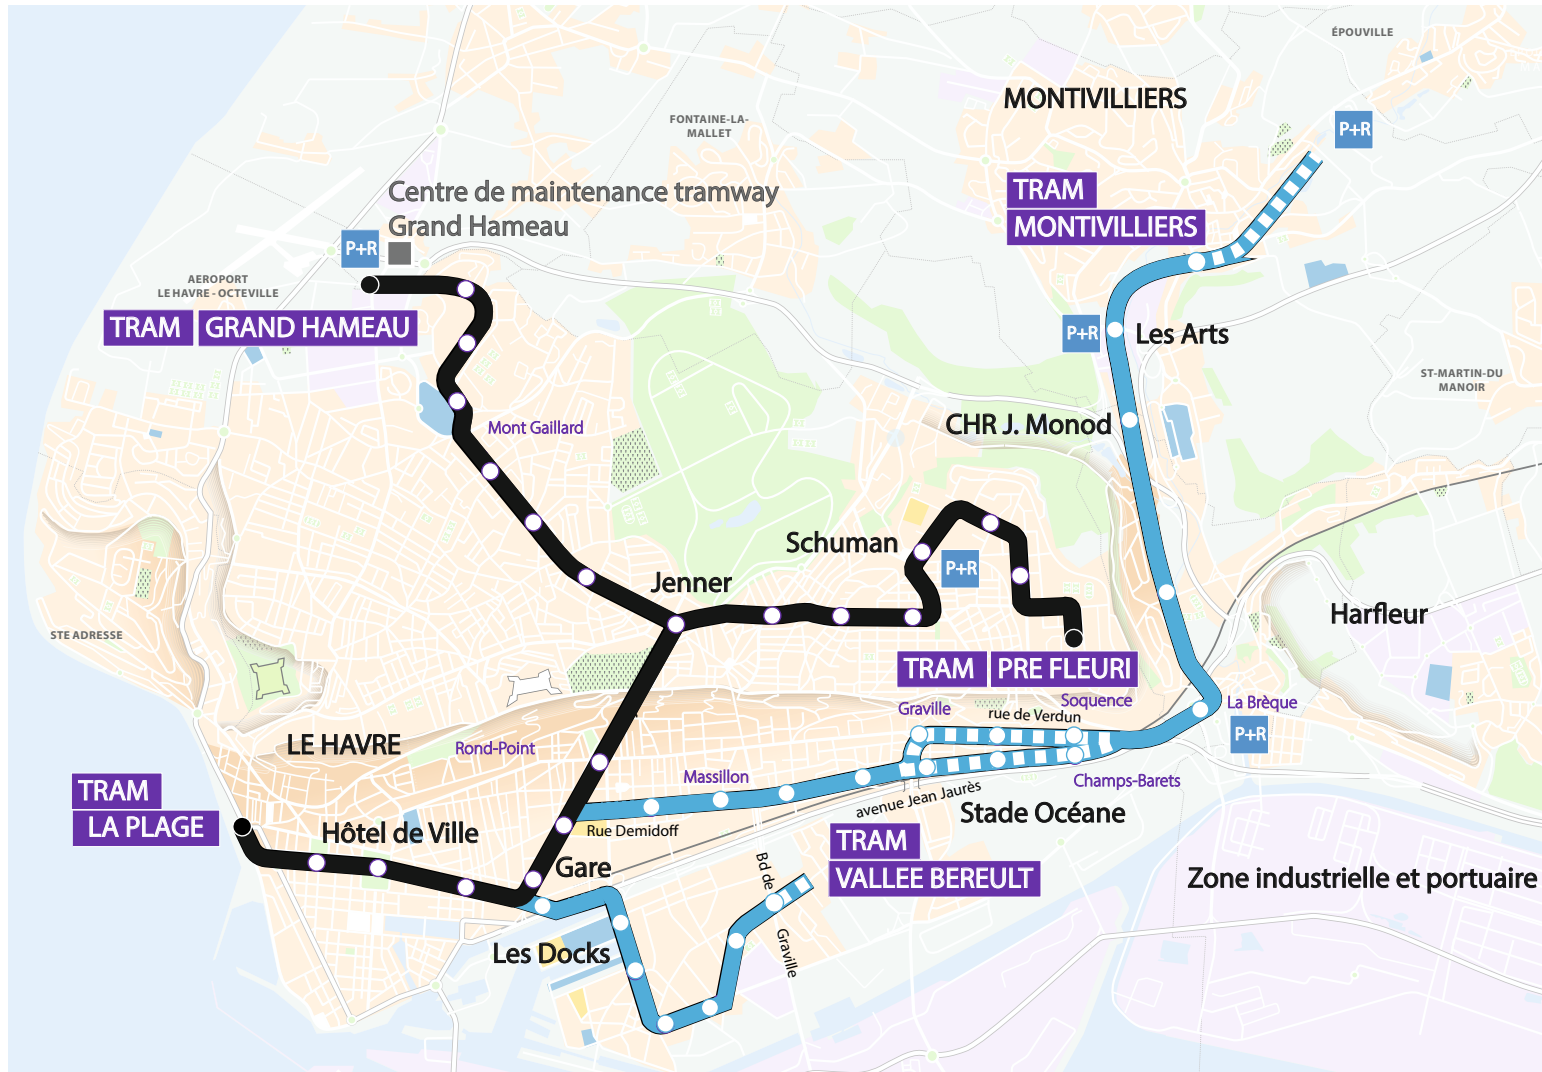 ÉPOUVILLE
MONTIVILLIERS
FONTAINE-LA-
MALLET
P+R
Centre de maintenance tramway
Grand Hameau
TRAM
MONTIVILLIERS
P+R
AEROPORT
LE HAVRE - OCTEVILLE
TRAM GRAND HAMEAU
P+R
Les Arts
ST-MARTIN-DU
MANOIR
CHR J. Monod
Mont Gaillard
Schuman
P+R
Jenner
Harfleur
STE ADRESSE
TRAM PRE FLEURI
Soquence
La Brèque
Graville
rue de Verdun
P+R
LE HAVRE
Rond-Point
Massillon
Champs-Barets
TRAM
LA PLAGE
avenue Jean Jaurès
Stade Océane
Hôtel de Ville
Rue Demidoff
TRAM
VALLEE BEREULT
Gare
Bd de
Graville
Zone industrielle et portuaire
Les Docks